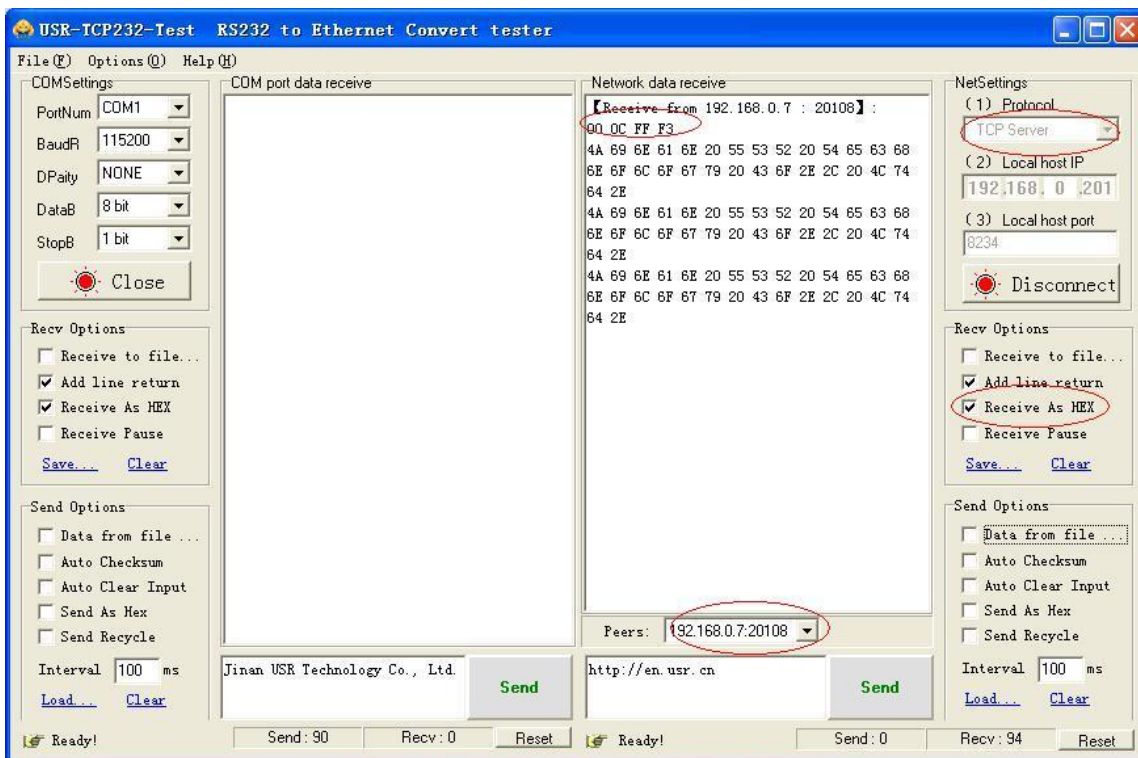 USR-TCP232-Test RS232 to Ethernet Convert tester
File(F) Options(O) Help(H)
COMSettings
PortNum COM1
BaudR 115200
DPaity NONE
DataB 8 bit
StopB 1 bit
Close
Recv Options
Receive to file...
Add line return
Receive As HEX
Receive Pause
Save... Clear
Send Options
Data from file ...
Auto Checksum
Auto Clear Input
Send As Hex
Send Recycle
Interval 100 ms
Load... Clear
COM port data receive
Jinan USR Technology Co., Ltd.
Send
Network data receive
【Receive from 192.168.0.7 : 20108】:
00 0C FF F3
4A 69 6E 61 6E 20 55 53 52 20 54 65 63 68
6E 6F 6C 6F 67 79 20 43 6F 2E 2C 20 4C 74
64 2E
4A 69 6E 61 6E 20 55 53 52 20 54 65 63 68
6E 6F 6C 6F 67 79 20 43 6F 2E 2C 20 4C 74
64 2E
4A 69 6E 61 6E 20 55 53 52 20 54 65 63 68
6E 6F 6C 6F 67 79 20 43 6F 2E 2C 20 4C 74
64 2E
Peers: 192.168.0.7:20108
http://en.usr.cn
Send
NetSettings
(1) Protocol
TCP Server
(2) Local host IP
192.168. 0 .201
(3) Local host port
8234
Disconnect
Recv Options
Receive to file...
Add line return
Receive As HEX
Receive Pause
Save... Clear
Send Options
Data from file ...
Auto Checksum
Auto Clear Input
Send As Hex
Send Recycle
Interval 100 ms
Load... Clear
Ready! Send : 90 Recv : 0 Reset
Ready! Send : 0 Recv : 94 Reset